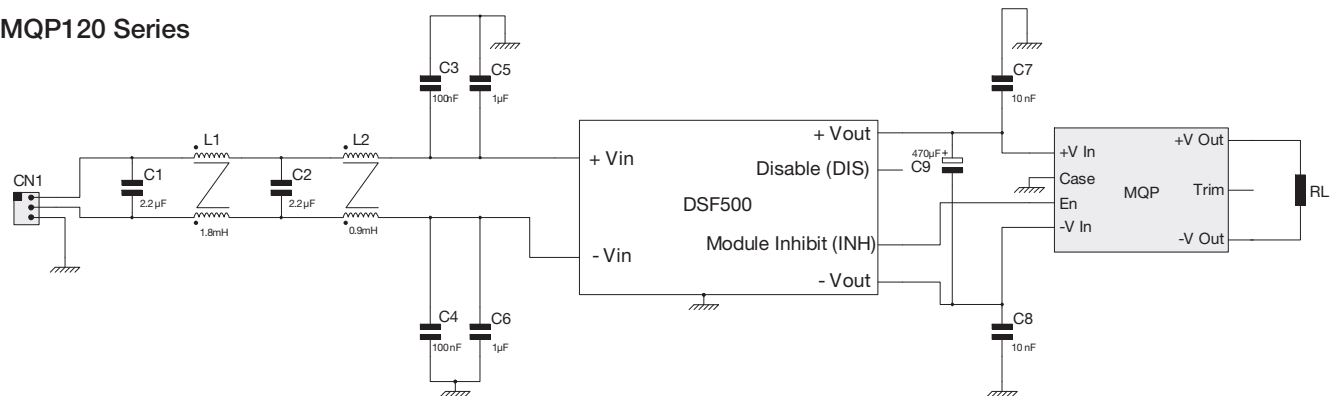 MQP120 Series
C3
100nF
C5
1µF
C7
10 nF
L1
L2
CN1
C1
2.2µF
C2
2.2µF
1.8mH
0.9mH
+ Vin
- Vin
DSF500
+ Vout
Disable (DIS)
Module Inhibit (INH)
- Vout
470µF+
C9
+V In
Case
En
-V In
MQP
+V Out
Trim
-V Out
RL
C4
100nF
C6
1µF
C8
10 nF